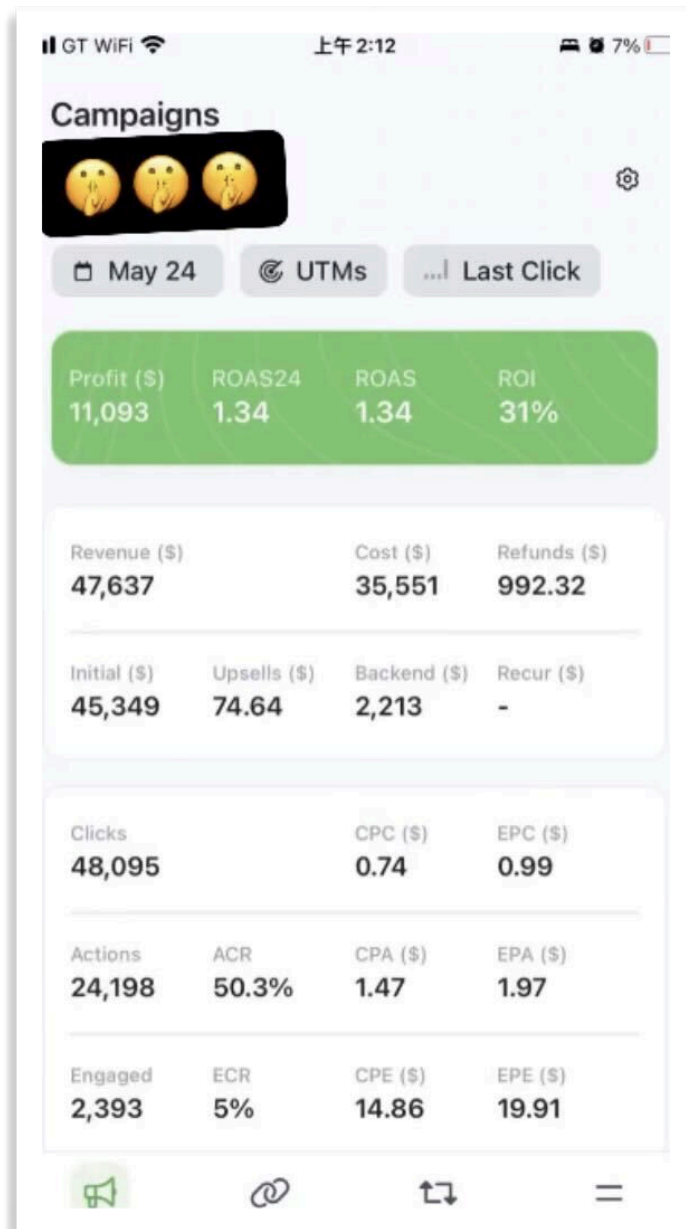 GT WiFi 上午2:12 7%
Campaigns
May 24 UTMs Last Click
Profit ($) ROAS24 ROAS ROI
11,093 1.34 1.34 31%
Revenue ($) Cost ($) Refunds ($)
47,637 35,551 992.32
Initial ($) Upsells ($) Backend ($) Recur ($)
45,349 74.64 2,213 -
Clicks CPC ($) EPC ($)
48,095 0.74 0.99
Actions ACR CPA ($) EPA ($)
24,198 50.3% 1.47 1.97
Engaged ECR CPE ($) EPE ($)
2,393 5% 14.86 19.91